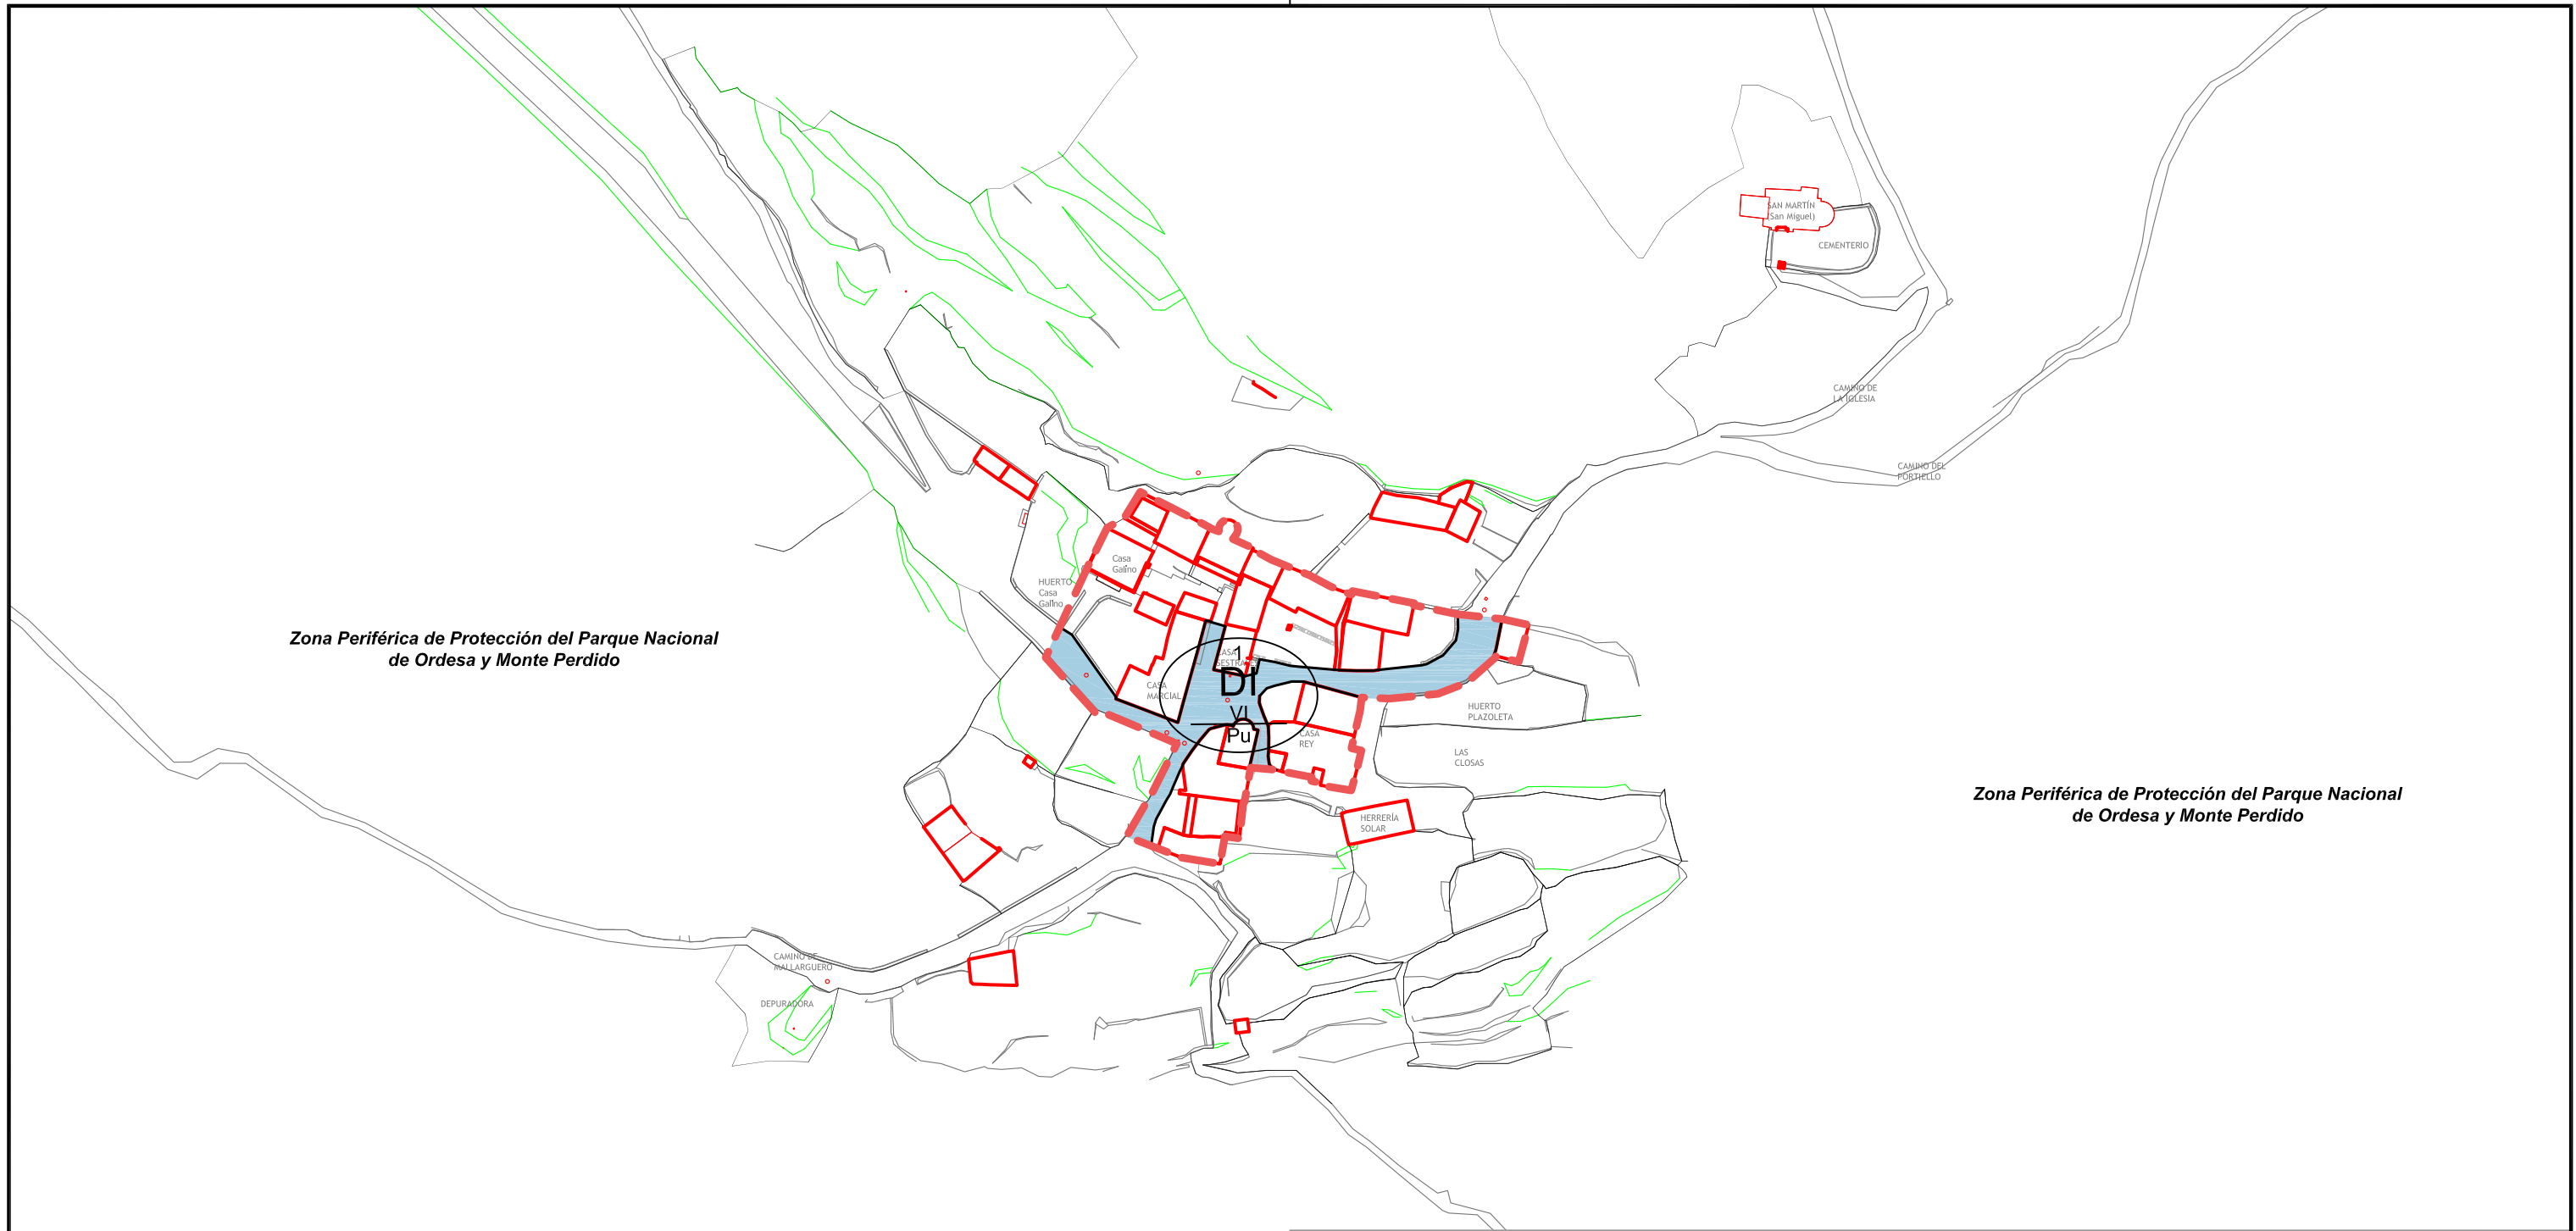 SAN MARTÍN
(San Miguel)
CEMENTERÍO
CAMINO DE
LA IGLESIA
CAMINO DEL
PORTIELLO
Casa
Galino
HUERTO
Casa
Galino
Zona Periférica de Protección del Parque Nacional
de Ordesa y Monte Perdido
CASA
1
DI
VI
Pu
CASA
MARCIAL
CASA
REY
HUERTO
PLAZOLETA
LAS
CLOSAS
Zona Periférica de Protección del Parque Nacional
de Ordesa y Monte Perdido
HERRERÍA
SOLAR
CAMINO DE
MALLARGUERO
DEPURADORA